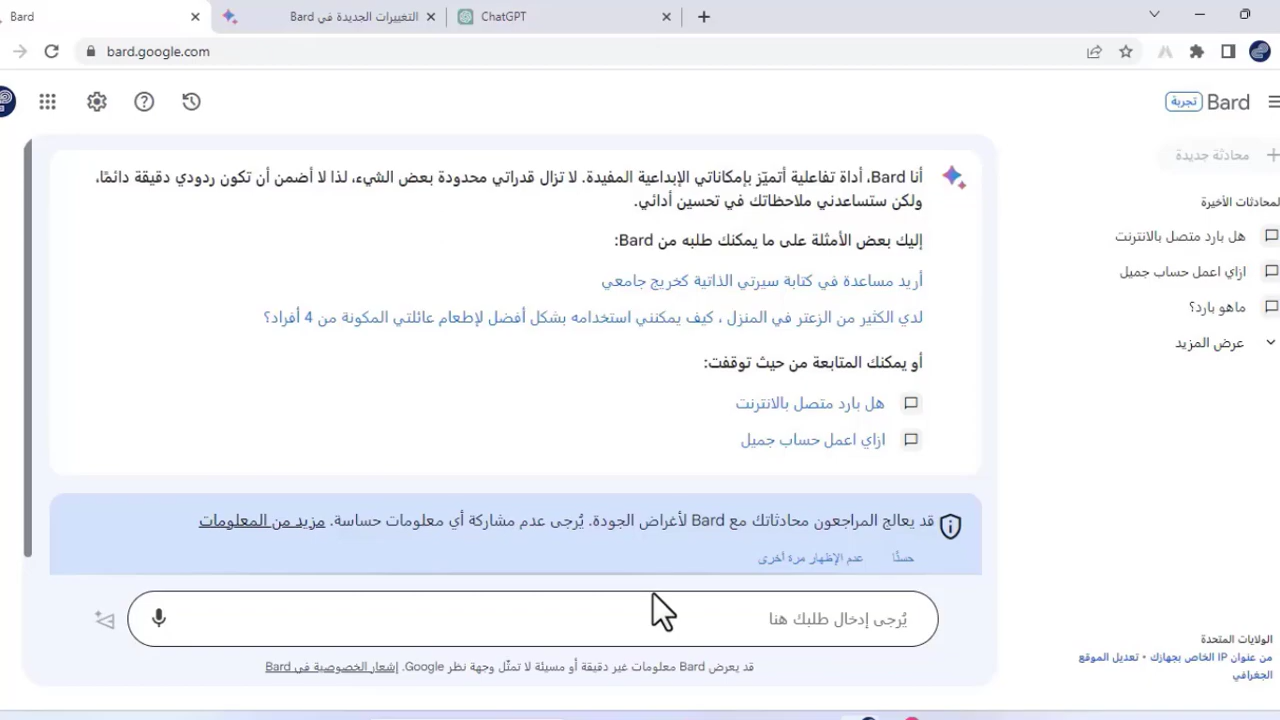 Bard
التغييرات الجديدة في Bard
ChatGPT
bard.google.com
Bard تجربة
محادثة جديدة
المحادثات الأخيرة
هل بارد متصل بالانترنت
ازاي اعمل حساب جميل
ماهو بارد؟
عرض المزيد
أنا Bard، أداة تفاعلية أتميّز بإمكاناتي الإبداعية المفيدة. لا تزال قدراتي محدودة بعض الشيء، لذا لا أضمن أن تكون ردودي دقيقة دائمًا،
ولكن ستساعدني ملاحظاتك في تحسين أدائي.
إليك بعض الأمثلة على ما يمكنك طلبه من Bard:
أريد مساعدة في كتابة سيرتي الذاتية كخريج جامعي
لدي الكثير من الزعتر في المنزل ، كيف يمكنني استخدامه بشكل أفضل لإطعام عائلتي المكونة من 4 أفراد؟
أو يمكنك المتابعة من حيث توقفت:
هل بارد متصل بالانترنت
ازاي اعمل حساب جميل
قد يعالج المراجعون محادثاتك مع Bard لأغراض الجودة. يُرجى عدم مشاركة أي معلومات حساسة. مزيد من المعلومات
حسنًا عدم الإظهار مرة أخرى
يُرجى إدخال طلبك هنا
قد يعرض Bard معلومات غير دقيقة أو مسيئة لا تمثّل وجهة نظر Google. إشعار الخصوصية في Bard
الولايات المتحدة
من عنوان IP الخاص بجهازك • تعديل الموقع
الجغرافي